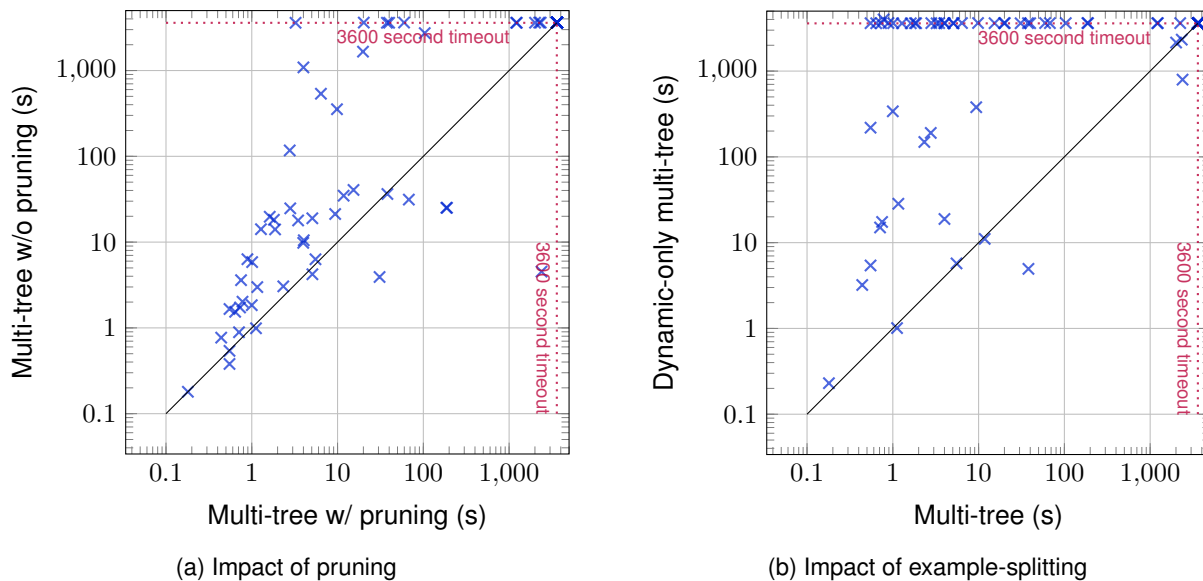 3600 second timeout
3600 second timeout
1,000
100
10
1
0.1
Multi-tree w/o pruning (s)
0.1 1 10 100 1,000
Multi-tree w/ pruning (s)
(a) Impact of pruning
3600 second timeout
3600 second timeout
1,000
100
10
1
0.1
Dynamic-only multi-tree (s)
0.1 1 10 100 1,000
Multi-tree (s)
(b) Impact of example-splitting